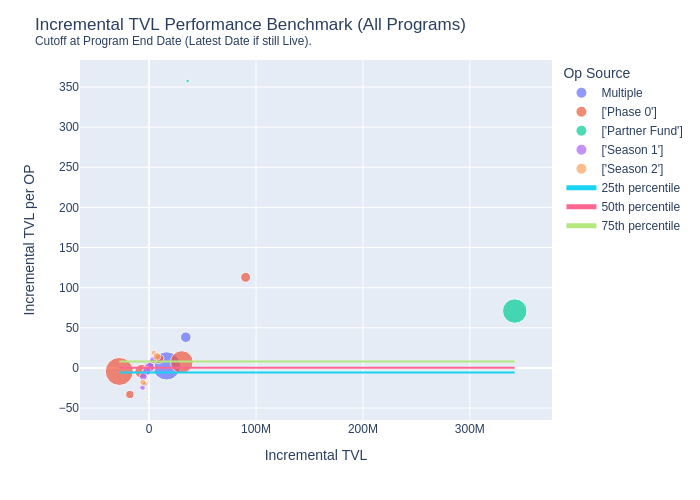 Incremental TVL Performance Benchmark (All Programs)
Cutoff at Program End Date (Latest Date if still Live).
Incremental TVL per OP
350
300
250
200
150
100
50
0
−50
0
100M
200M
300M
Incremental TVL
Op Source
Multiple
['Phase 0']
['Partner Fund']
['Season 1']
['Season 2']
25th percentile
50th percentile
75th percentile